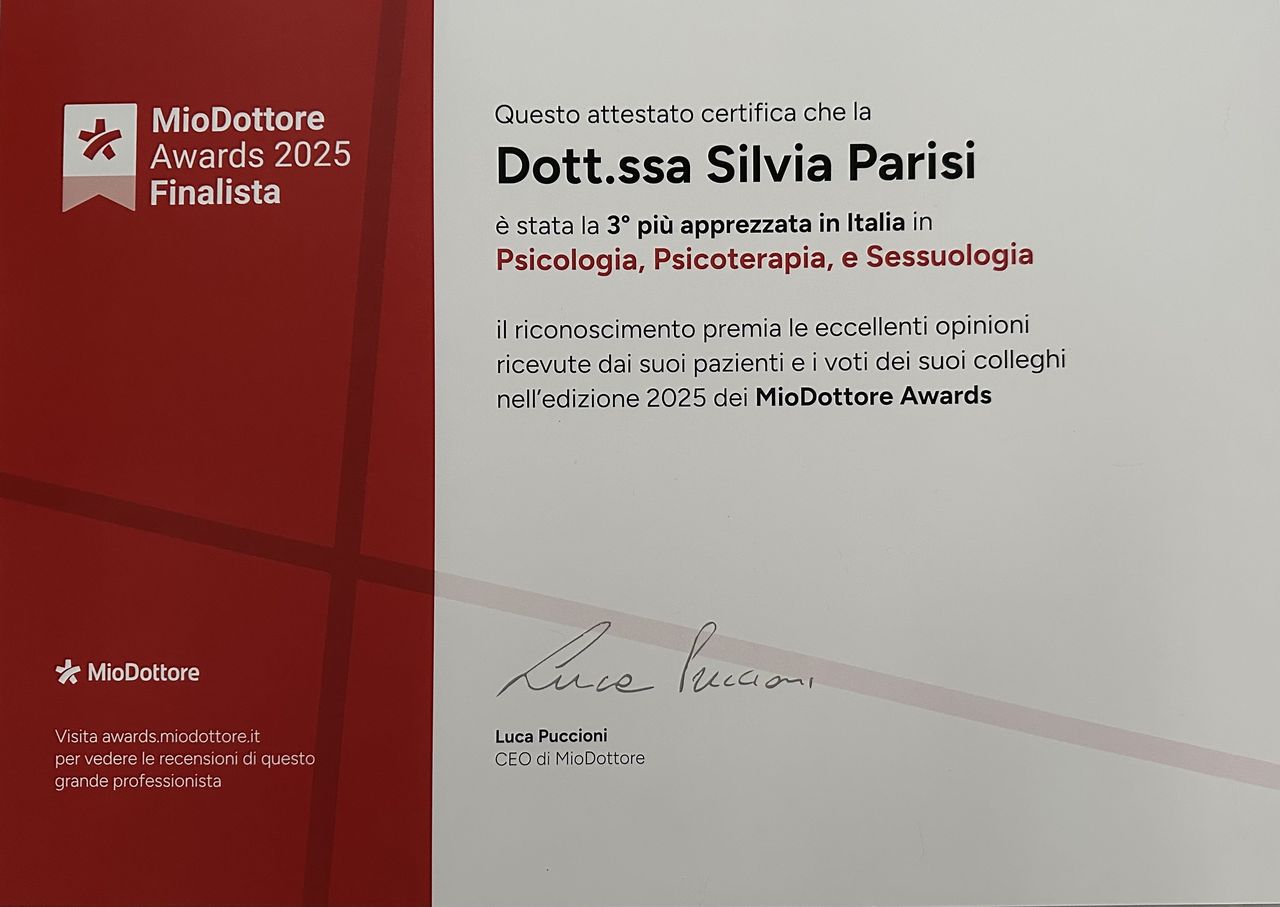 MioDottore
Awards 2025
Finalista
Questo attestato certifica che la
Dott.ssa Silvia Parisi
è stata la 3° più apprezzata in Italia in
Psicologia, Psicoterapia, e Sessuologia
il riconoscimento premia le eccellenti opinioni
ricevute dai suoi pazienti e i voti dei suoi colleghi
nell’edizione 2025 dei MioDottore Awards
Luca Puccioni
Luca Puccioni
CEO di MioDottore
MioDottore
Visita awards.miodottore.it
per vedere le recensioni di questo
grande professionista